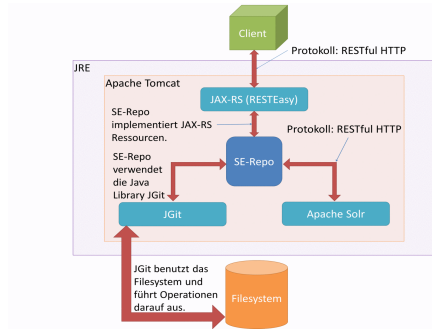 Client
Protokoll: RESTful HTTP
JRE
Apache Tomcat
JAX-RS (RESTEasy)
SE-Repo
implementiert JAX-RS
Ressourcen.
Protokoll: RESTful HTTP
SE-Repo
verwendet
die Java
Library JGit
SE-Repo
JGit
Apache Solr
JGit benutzt das
Filesystem und
führt Operationen
darauf aus.
Filesystem